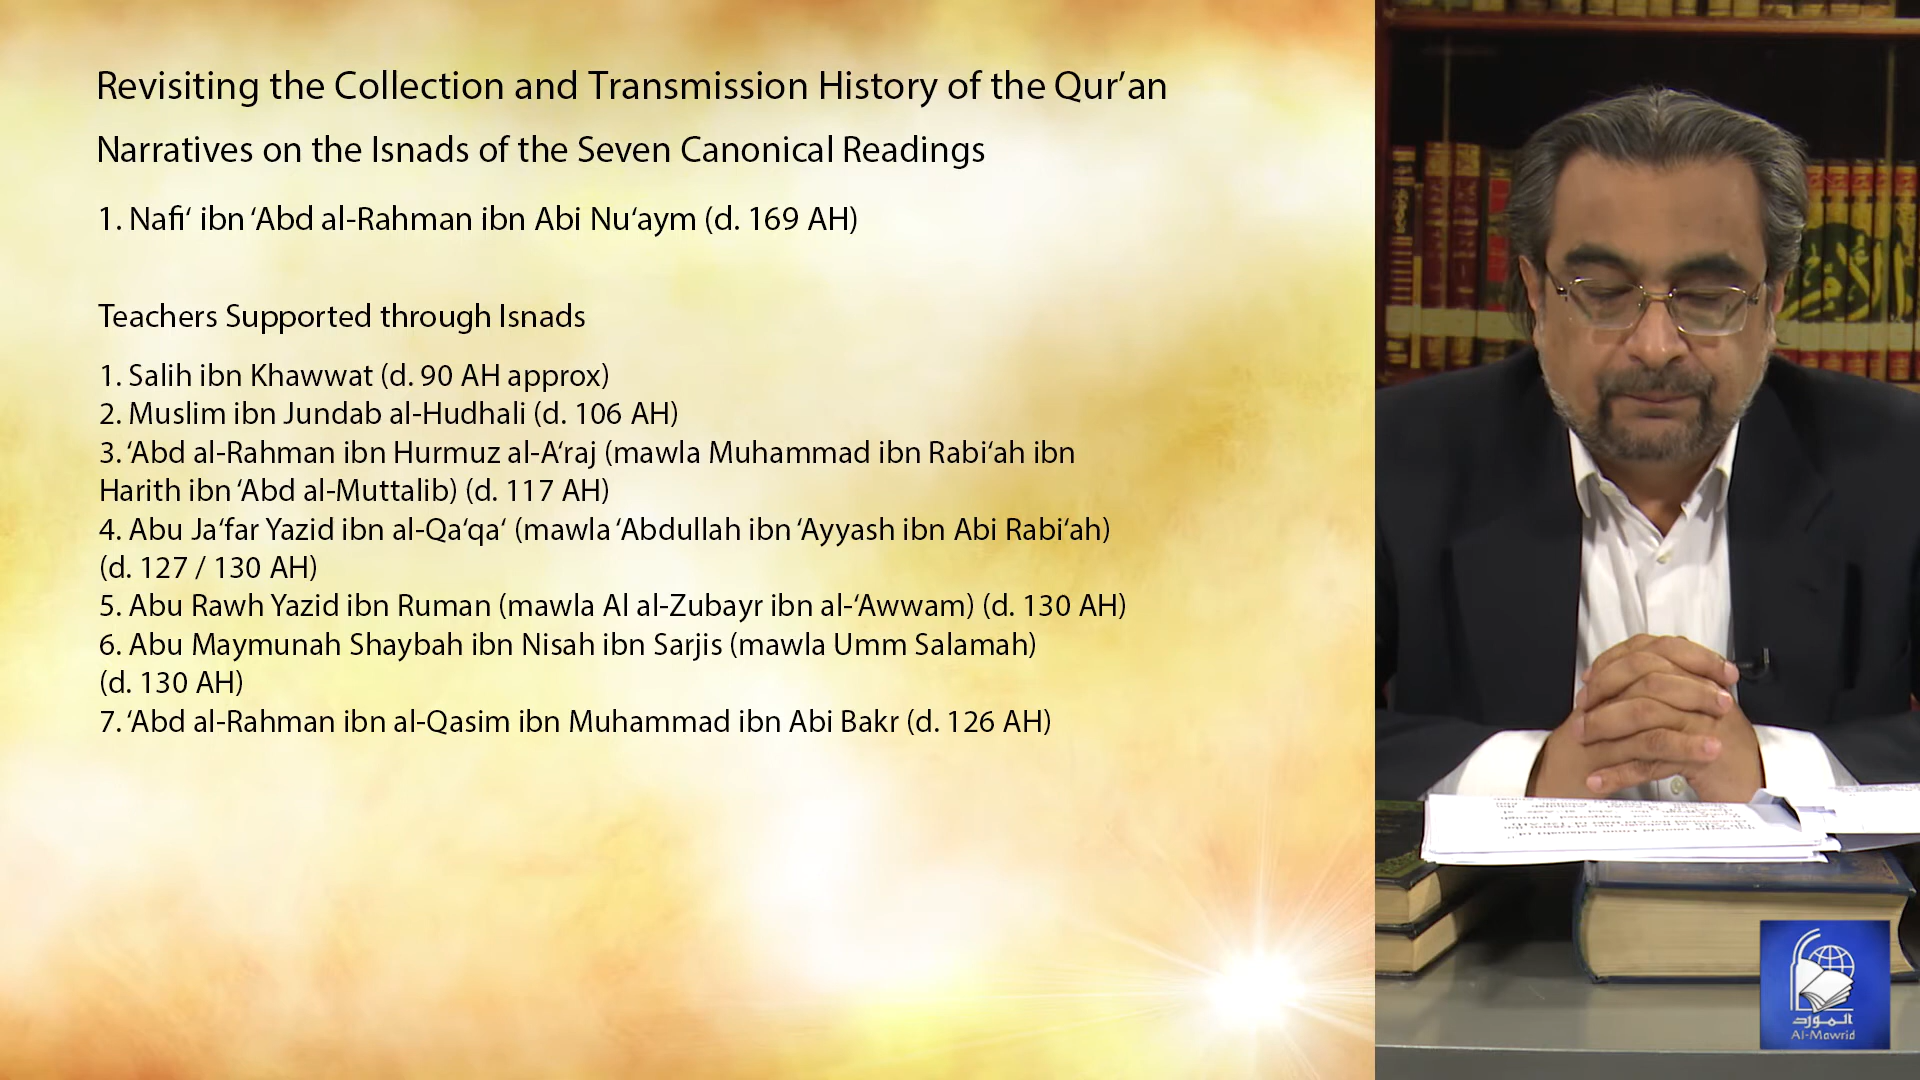 Revisiting the Collection and Transmission History of the Qur’an
Narratives on the Isnads of the Seven Canonical Readings
1. Nafi‘ ibn ‘Abd al-Rahman ibn Abi Nu‘aym (d. 169 AH)
Teachers Supported through Isnads
1. Salih ibn Khawwat (d. 90 AH approx)
2. Muslim ibn Jundab al-Hudhali (d. 106 AH)
3. ‘Abd al-Rahman ibn Hurmuz al-A‘raj (mawla Muhammad ibn Rabi‘ah ibn
Harith ibn ‘Abd al-Muttalib) (d. 117 AH)
4. Abu Ja‘far Yazid ibn al-Qa‘qa‘ (mawla ‘Abdullah ibn ‘Ayyash ibn Abi Rabi‘ah)
(d. 127 / 130 AH)
5. Abu Rawh Yazid ibn Ruman (mawla Al al-Zubayr ibn al-‘Awwam) (d. 130 AH)
6. Abu Maymunah Shaybah ibn Nisah ibn Sarjis (mawla Umm Salamah)
(d. 130 AH)
7. ‘Abd al-Rahman ibn al-Qasim ibn Muhammad ibn Abi Bakr (d. 126 AH)
المورد
Al-Mawrid